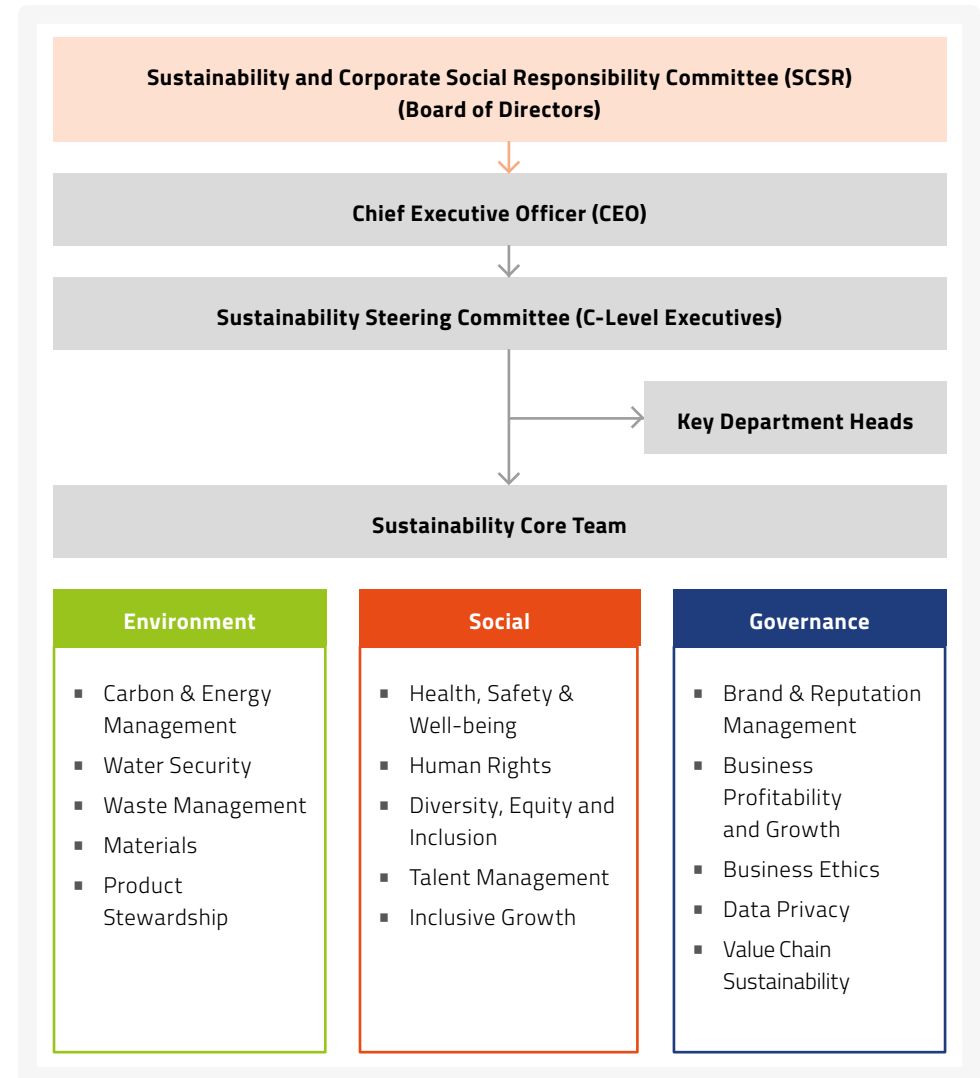 Sustainability and Corporate Social Responsibility Committee (SCSR)
(Board of Directors)
Chief Executive Officer (CEO)
Sustainability Steering Committee (C-Level Executives)
Key Department Heads
Sustainability Core Team
Environment
▪ Carbon & Energy
Management
▪ Water Security
▪ Waste Management
▪ Materials
▪ Product
Stewardship
Social
▪ Health, Safety &
Well-being
▪ Human Rights
▪ Diversity, Equity and
Inclusion
▪ Talent Management
▪ Inclusive Growth
Governance
▪ Brand & Reputation
Management
▪ Business
Profitability
and Growth
▪ Business Ethics
▪ Data Privacy
▪ Value Chain
Sustainability